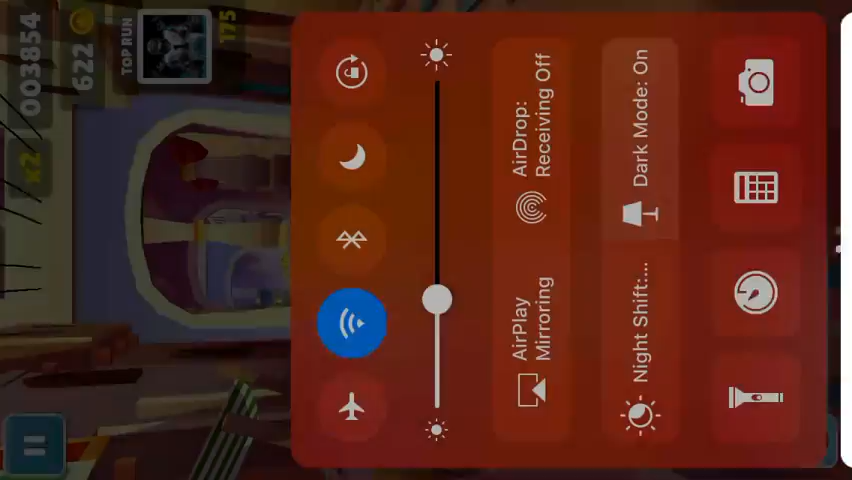 003854
622
x2
TOP RUN
175
AirPlay
Mirroring
AirDrop:
Receiving Off
Night Shift:...
Dark Mode: On